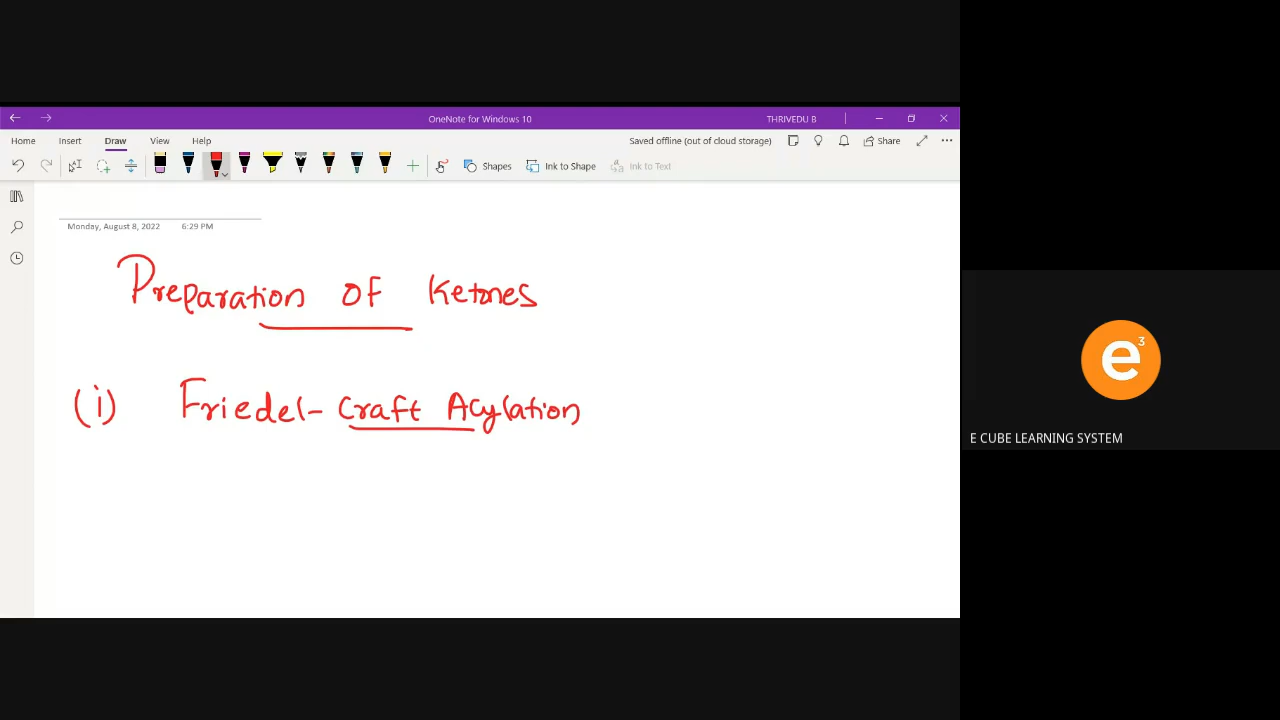 OneNote for Windows 10
THRIVEDU B
Home Insert Draw View Help
Saved offline (out of cloud storage)
Share
Shapes
Ink to Shape
Ink to Text
Monday, August 8, 2022 6:29 PM
Preparation of Ketones
(i) Friedel-Craft Acylation
e3
E CUBE LEARNING SYSTEM